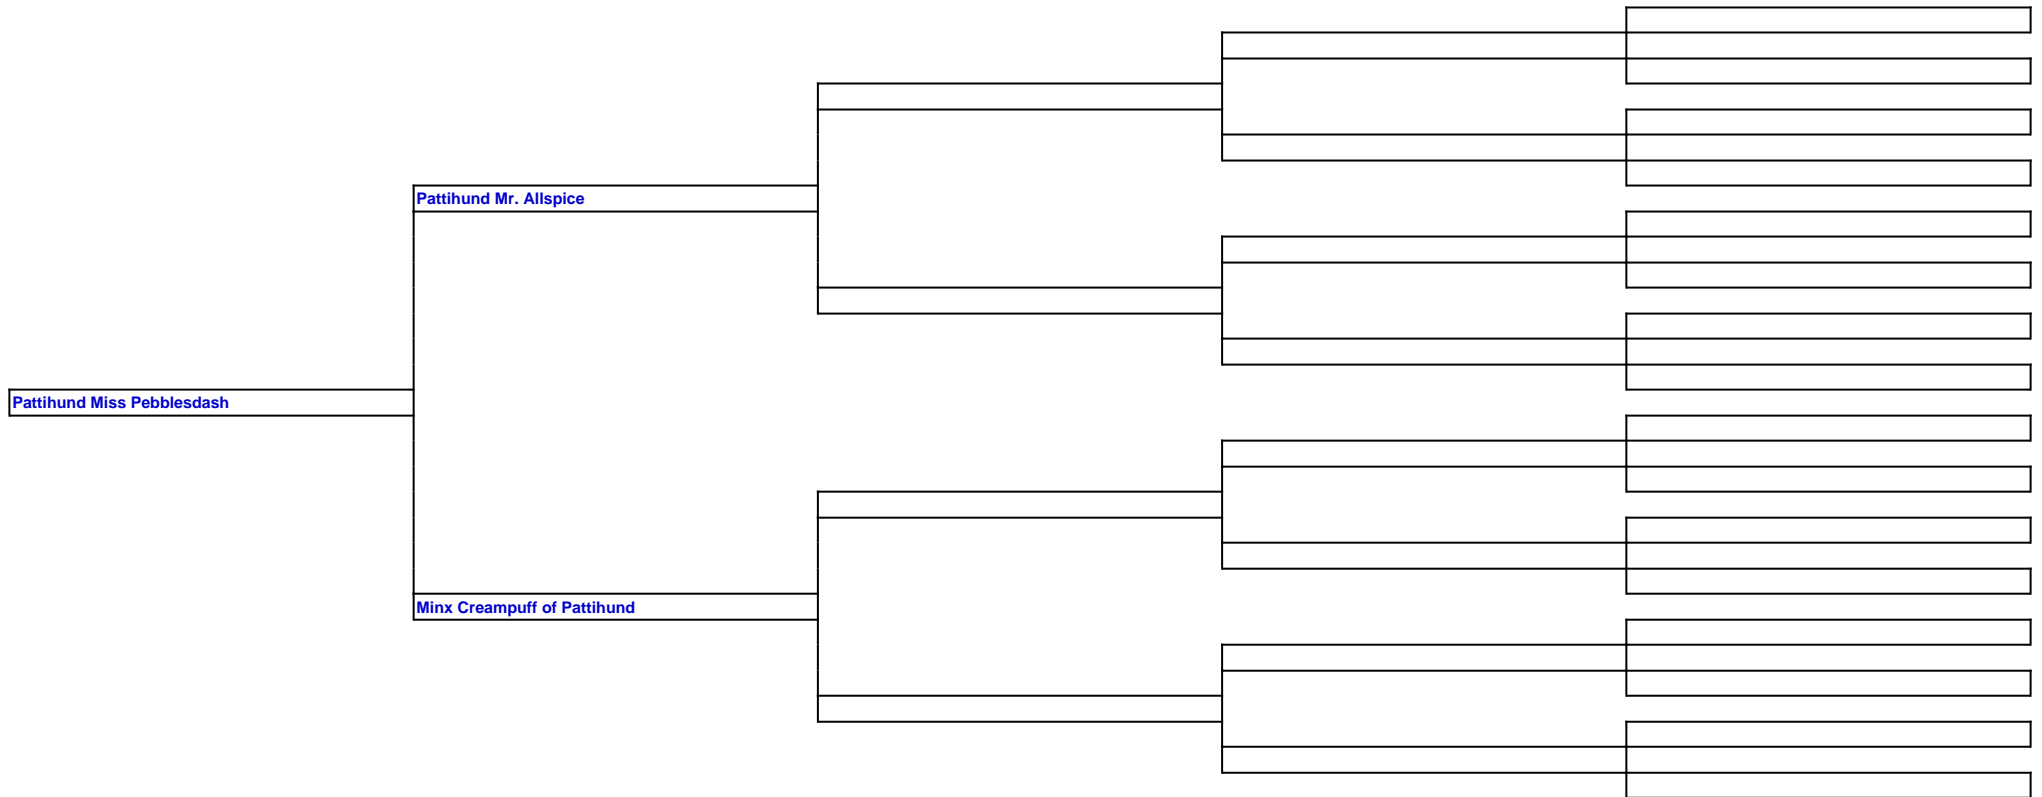 Pattihund Mr. Allspice
Pattihund Miss Pebblesdash
Minx Creampuff of Pattihund